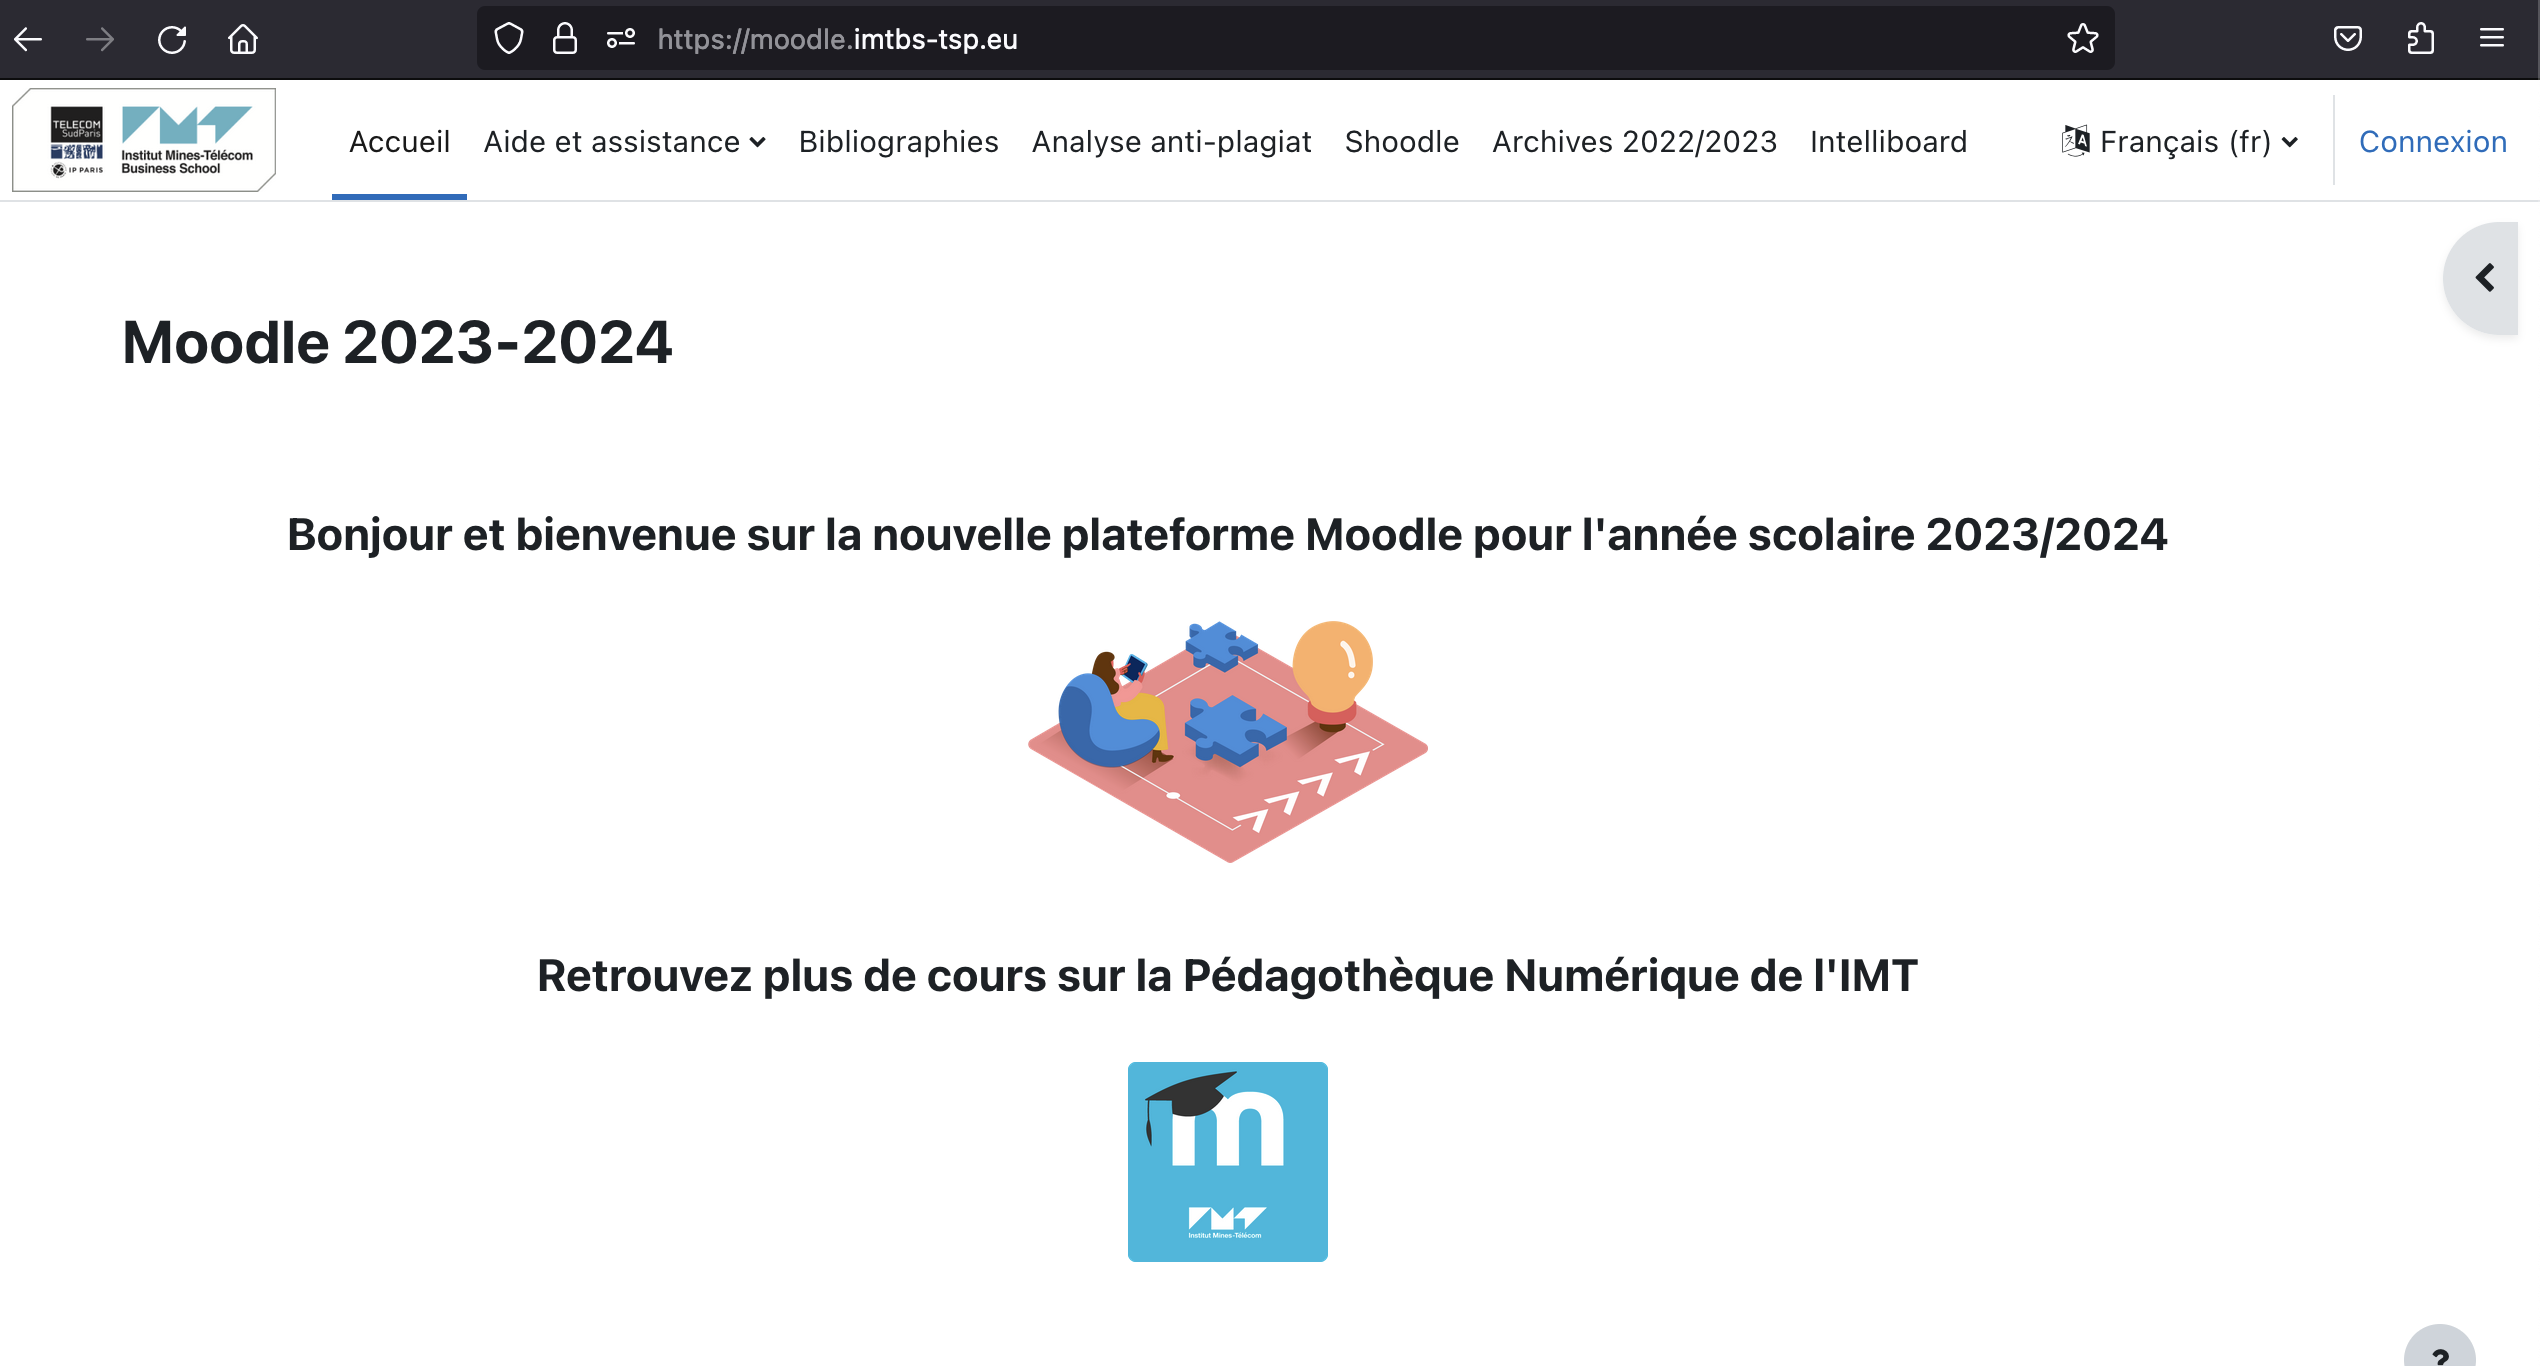 https://moodle.imtbs-tsp.eu
TELECOM
SudParis
IP PARIS
Institut Mines-Télécom
Business School
Accueil
Aide et assistance
Bibliographies
Analyse anti-plagiat
Shoodle
Archives 2022/2023
Intelliboard
Français (fr)
Connexion
Moodle 2023-2024
Bonjour et bienvenue sur la nouvelle plateforme Moodle pour l'année scolaire 2023/2024
Retrouvez plus de cours sur la Pédagothèque Numérique de l'IMT
m
IMT
Institut Mines-Télécom
?